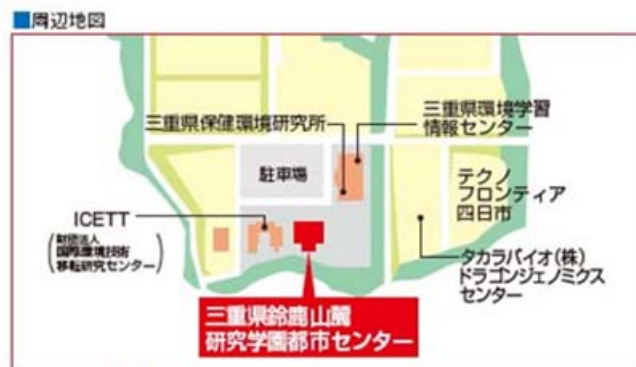 ■周辺地図
三重県保健環境研究所
三重県環境学習
情報センター
駐車場
テクノ
フロンティア
四日市
ICETT
(財団法人
国際環境技術
移転研究センター)
タカラバイオ(株)
ドラゴンジェノミクス
センター
三重県鈴鹿山麓
研究学園都市センター